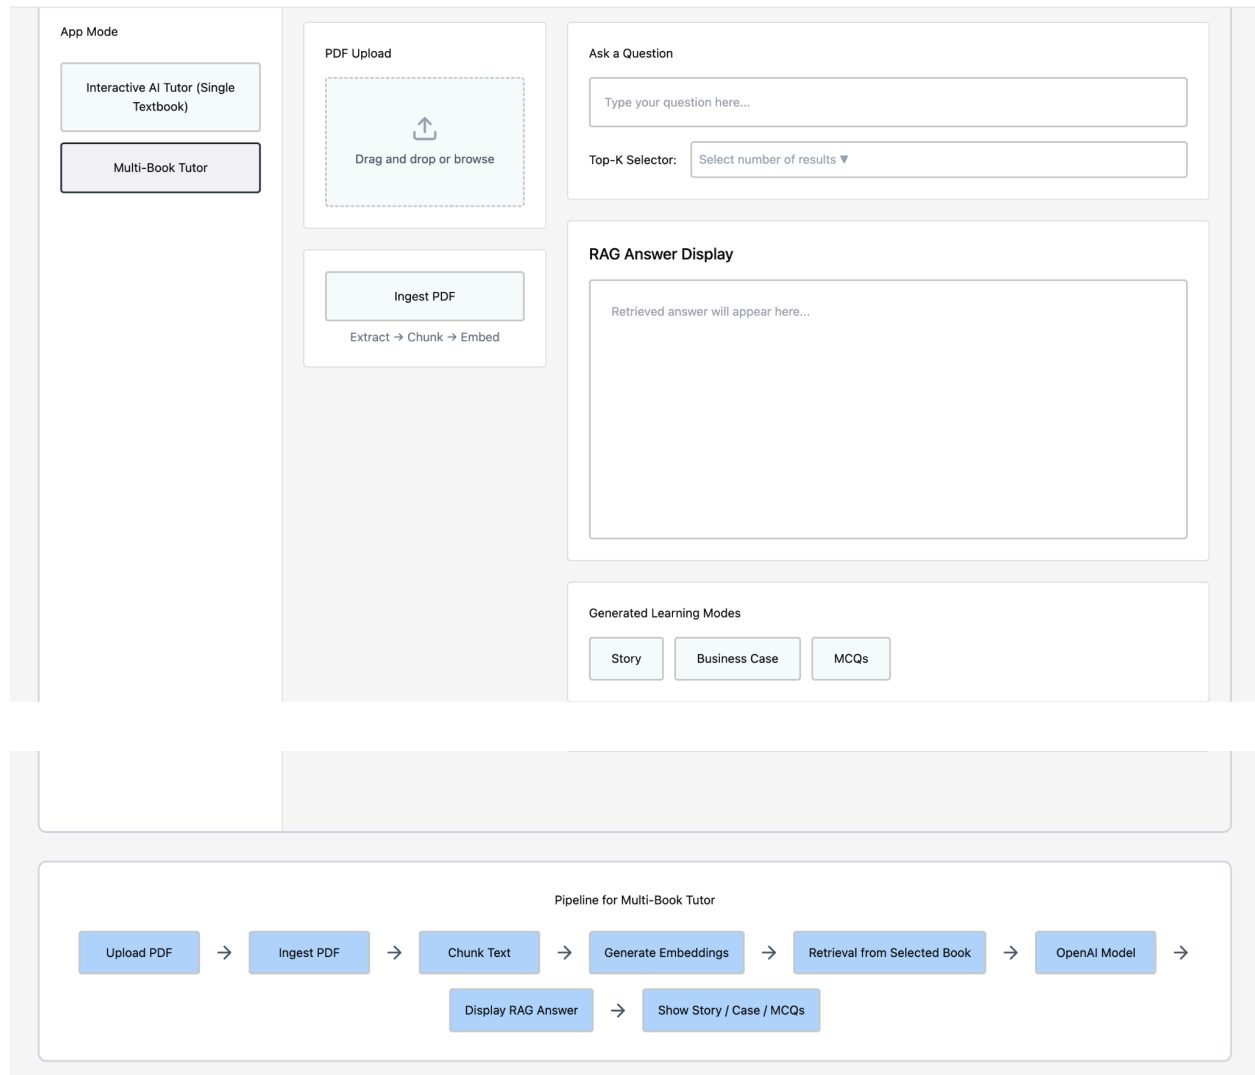 App Mode
Interactive AI Tutor (Single
Textbook)
Multi-Book Tutor
PDF Upload
Drag and drop or browse
Ingest PDF
Extract → Chunk → Embed
Ask a Question
Type your question here...
Top-K Selector:
Select number of results ▼
RAG Answer Display
Retrieved answer will appear here...
Generated Learning Modes
Story
Business Case
MCQs
Pipeline for Multi-Book Tutor
Upload PDF → Ingest PDF → Chunk Text → Generate Embeddings → Retrieval from Selected Book → OpenAI Model →
Display RAG Answer → Show Story / Case / MCQs